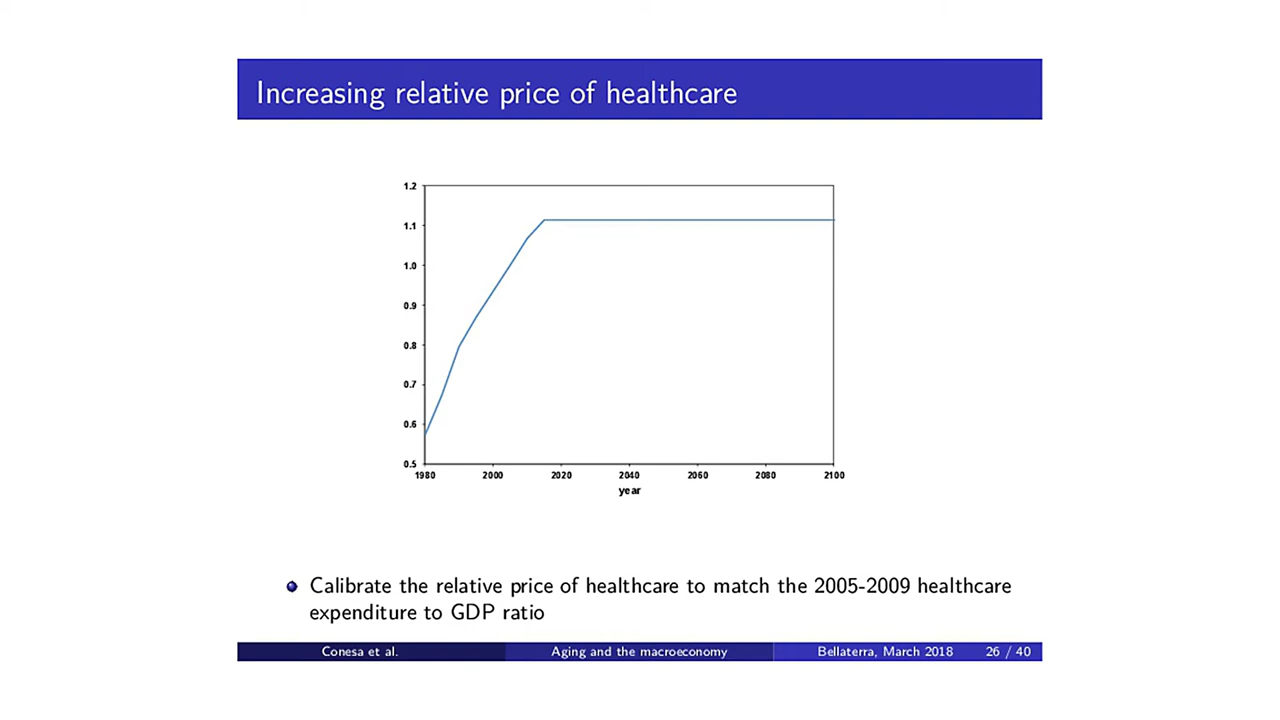 Increasing relative price of healthcare
1.2
1.1
1.0
0.9
0.8
0.7
0.6
0.5
1980 2000 2020 2040 2060 2080 2100
year
Calibrate the relative price of healthcare to match the 2005-2009 healthcare
expenditure to GDP ratio
Conesa et al. Aging and the macroeconomy Bellaterra, March 2018 26 / 40